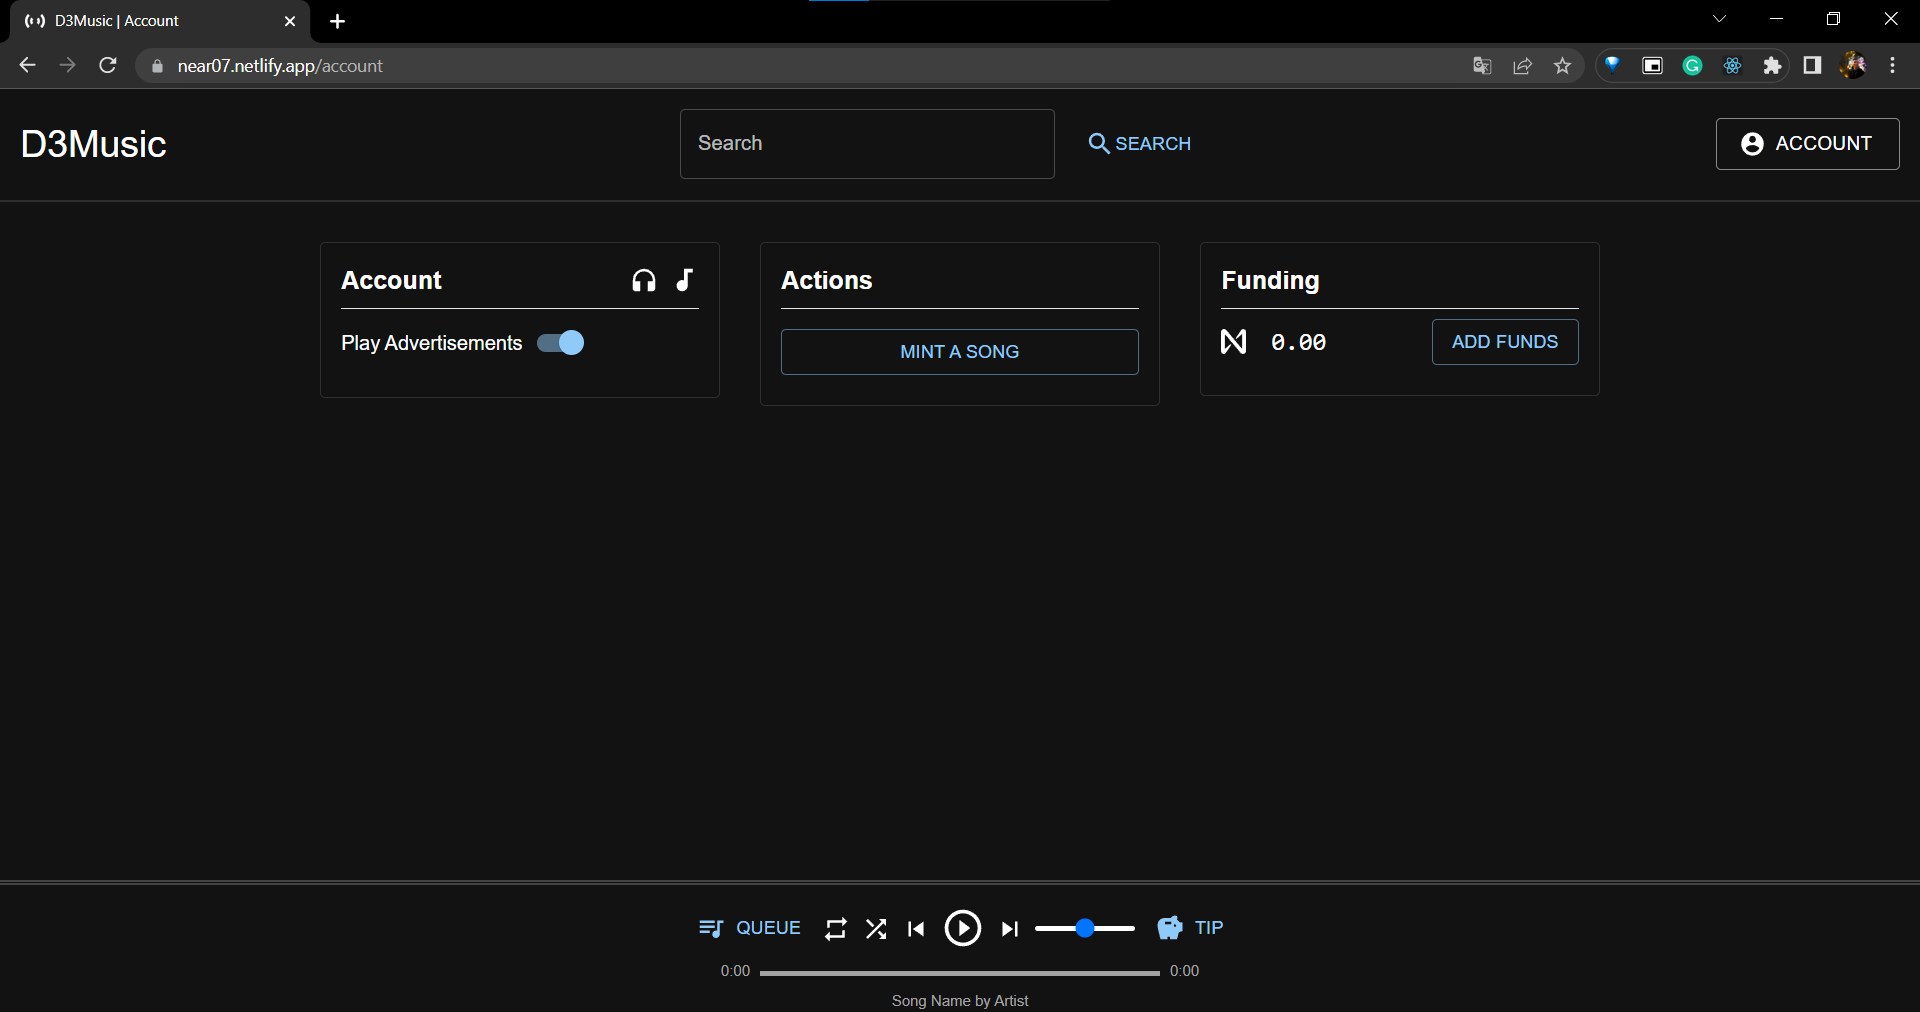 D3Music | Account
near07.netlify.app/account
D3Music
Search
SEARCH
ACCOUNT
Account
Play Advertisements
Actions
MINT A SONG
Funding
0.00
ADD FUNDS
QUEUE
TIP
0:00
0:00
Song Name by Artist